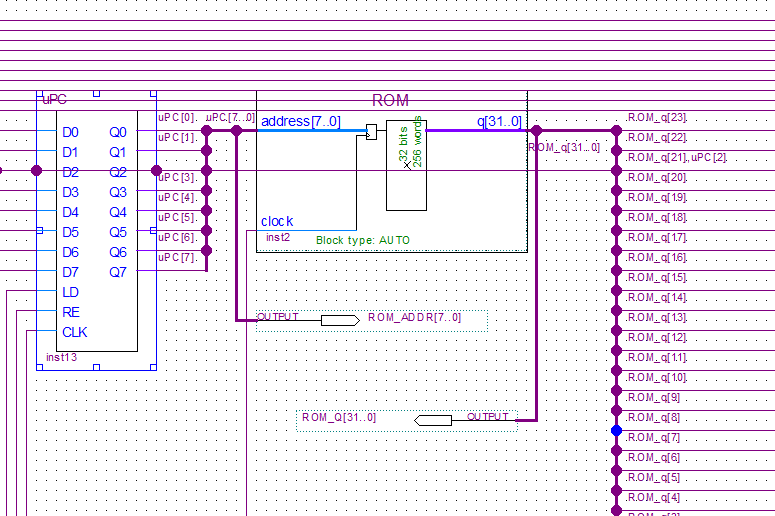 uPC
ROM
uPC[0]
uPC[7..0]
D0
Q0
address[7..0]
q[31..0]
ROM_q[23]
D1
Q1
32 bits
256 words
ROM_q[22]
ROM_q[31..0]
D2
Q2
ROM_q[21],uPC[2]
uPC[3]
D3
Q3
ROM_q[20]
uPC[4]
D4
Q4
ROM_q[19]
uPC[5]
D5
Q5
clock
ROM_q[18]
uPC[6]
inst2
Block type: AUTO
ROM_q[17]
D6
Q6
uPC[7]
ROM_q[16]
D7
Q7
ROM_q[15]
LD
ROM_q[14]
RE
OUTPUT
ROM_ADDR[7..0]
ROM_q[13]
CLK
ROM_q[12]
inst13
ROM_q[11]
ROM_q[10]
ROM_q[9]
ROM_Q[31..0]
OUTPUT
ROM_q[8]
ROM_q[7]
ROM_q[6]
ROM_q[5]
ROM_q[4]